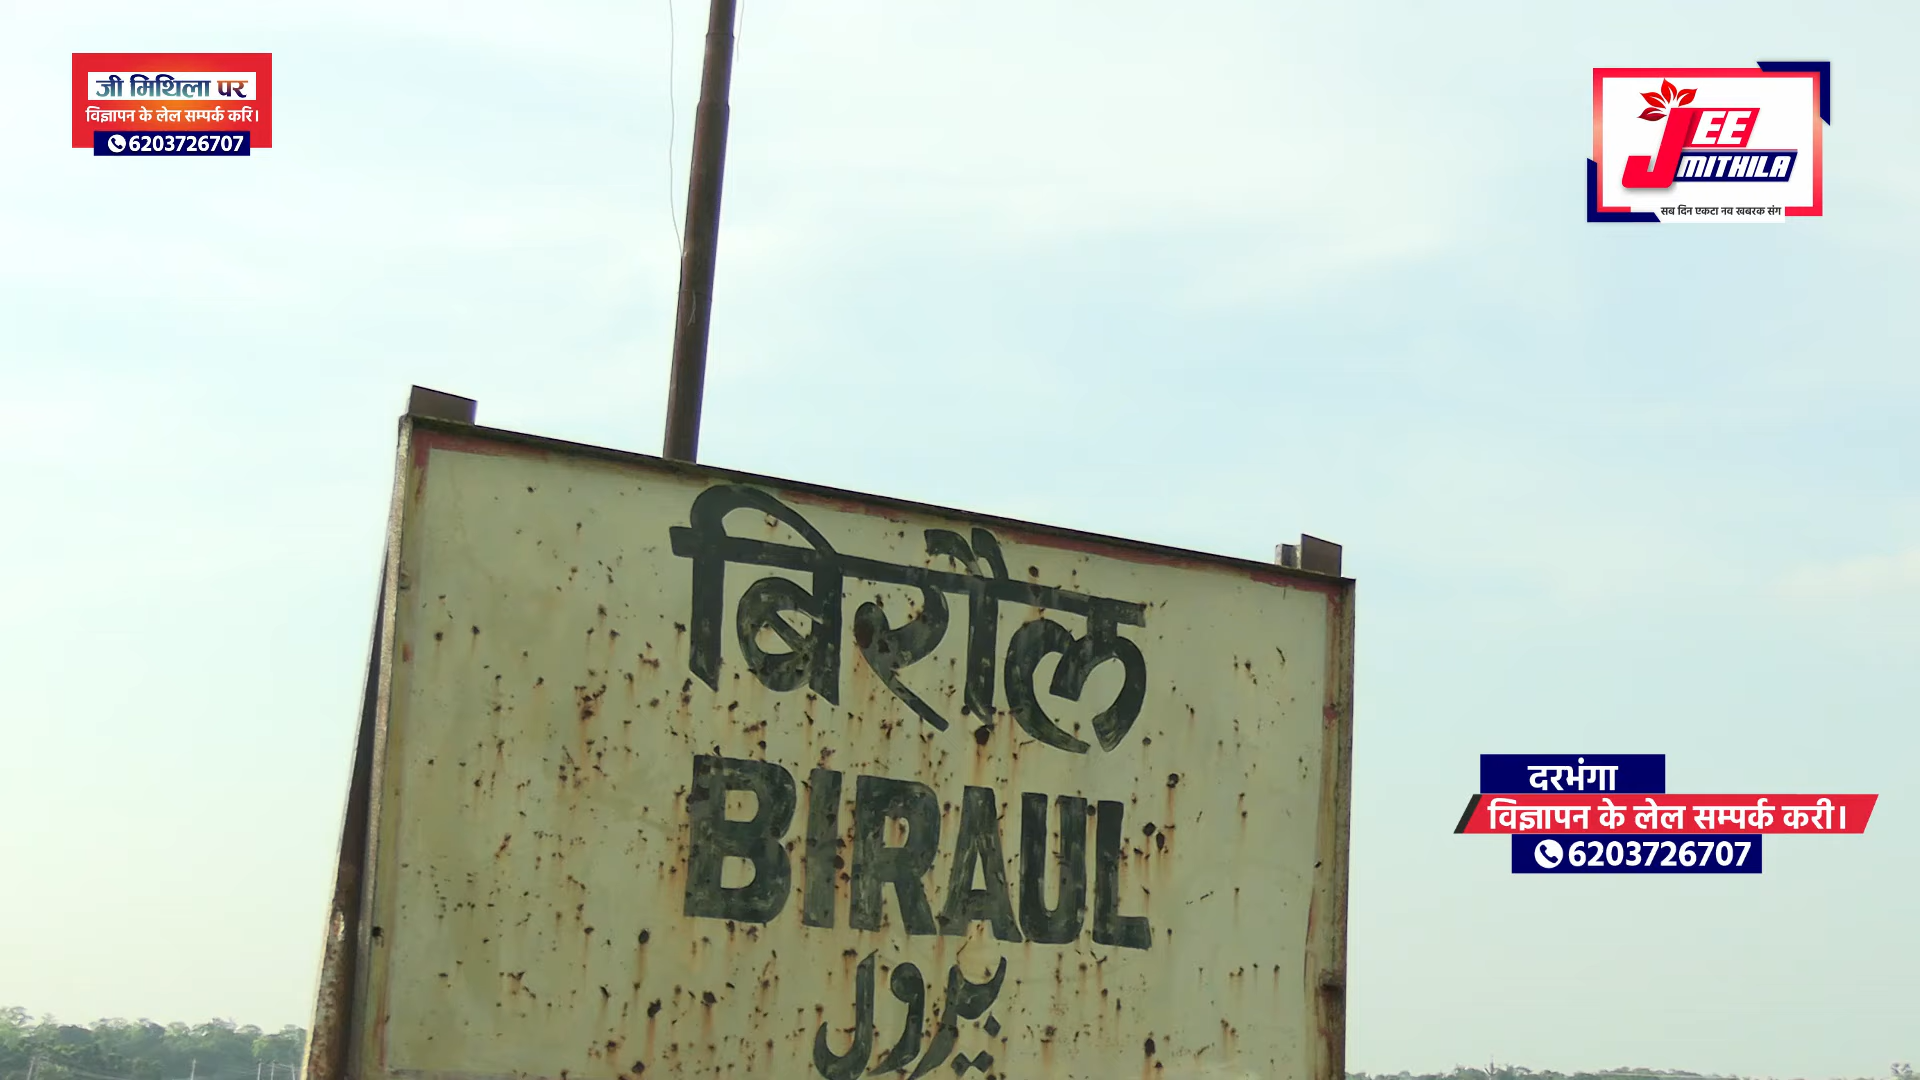 जी मिथिला पर
विज्ञापन के लेल सम्पर्क करि।
6203726707
JEE
MITHILA
सब दिन एकटा नव खबरक संग
बिरौल
BIRAUL
بیرول
दरभंगा
विज्ञापन के लेल सम्पर्क करी।
6203726707